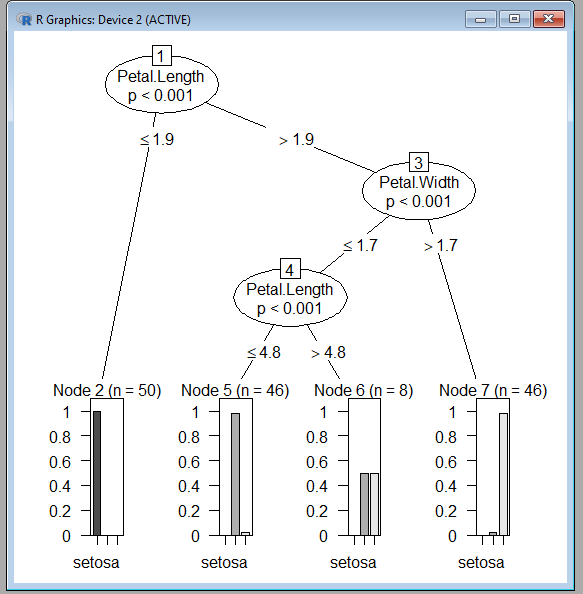 R Graphics: Device 2 (ACTIVE)
1
Petal.Length
p < 0.001
≤ 1.9
> 1.9
3
Petal.Width
p < 0.001
≤ 1.7
> 1.7
4
Petal.Length
p < 0.001
≤ 4.8
> 4.8
Node 2 (n = 50)
1
0.8
0.6
0.4
0.2
0
setosa
Node 5 (n = 46)
1
0.8
0.6
0.4
0.2
0
setosa
Node 6 (n = 8)
1
0.8
0.6
0.4
0.2
0
setosa
Node 7 (n = 46)
1
0.8
0.6
0.4
0.2
0
setosa